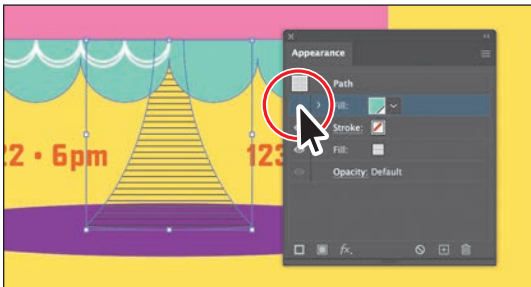 Appearance
Path
Fill:
22 • 6pm
Stroke:
123
Fill:
Opacity: Default
fx.